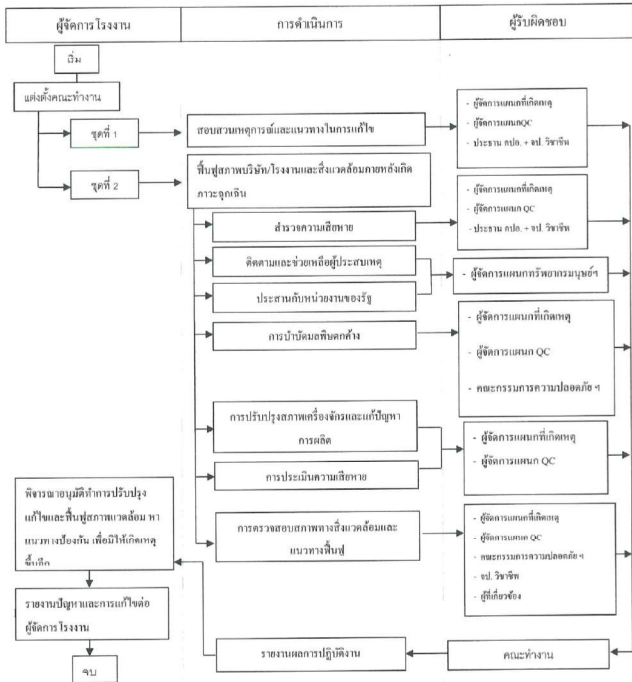 ผู้จัดการโรงงาน
การดำเนินการ
ผู้รับผิดชอบ
เริ่ม
แต่งตั้งคณะทำงาน
ชุดที่ 1
สอบสวนเหตุการณ์และแนวทางในการแก้ไข
- ผู้จัดการแผนกที่เกิดเหตุ
- ผู้จัดการแผนกQC
- ประธาน คปอ. + จป. วิชาชีพ
ชุดที่ 2
ฟื้นฟูสภาพบริษัท/โรงงานและสิ่งแวดล้อมภายหลังเกิด
ภาวะฉุกเฉิน
สำรวจความเสียหาย
- ผู้จัดการแผนกที่เกิดเหตุ
- ผู้จัดการแผนก QC
- ประธาน คปอ. + จป. วิชาชีพ
ติดตามและช่วยเหลือผู้ประสบเหตุ
ประสานกับหน่วยงานของรัฐ
- ผู้จัดการแผนกทรัพยากรมนุษย์ฯ
การบำบัดมลพิษตกค้าง
- ผู้จัดการแผนกที่เกิดเหตุ
- ผู้จัดการแผนก QC
- คณะกรรมการความปลอดภัย ฯ
การปรับปรุงสภาพเครื่องจักรและแก้ปัญหา
การผลิต
การประเมินความเสียหาย
- ผู้จัดการแผนกที่เกิดเหตุ
- ผู้จัดการแผนก QC
พิจารณาอนุมัติทำการปรับปรุง
แก้ไขและฟื้นฟูสภาพแวดล้อม หา
แนวทางป้องกัน เพื่อมิให้เกิดเหตุ
ขึ้นอีก
การตรวจสอบสภาพทางสิ่งแวดล้อมและ
แนวทางฟื้นฟู
- ผู้จัดการแผนกที่เกิดเหตุ
- ผู้จัดการแผนก QC
- คณะกรรมการความปลอดภัย ฯ
- จป. วิชาชีพ
- ผู้ที่เกี่ยวข้อง
รายงานปัญหาและการแก้ไขต่อ
ผู้จัดการโรงงาน
รายงานผลการปฏิบัติงาน
คณะทำงาน
จบ